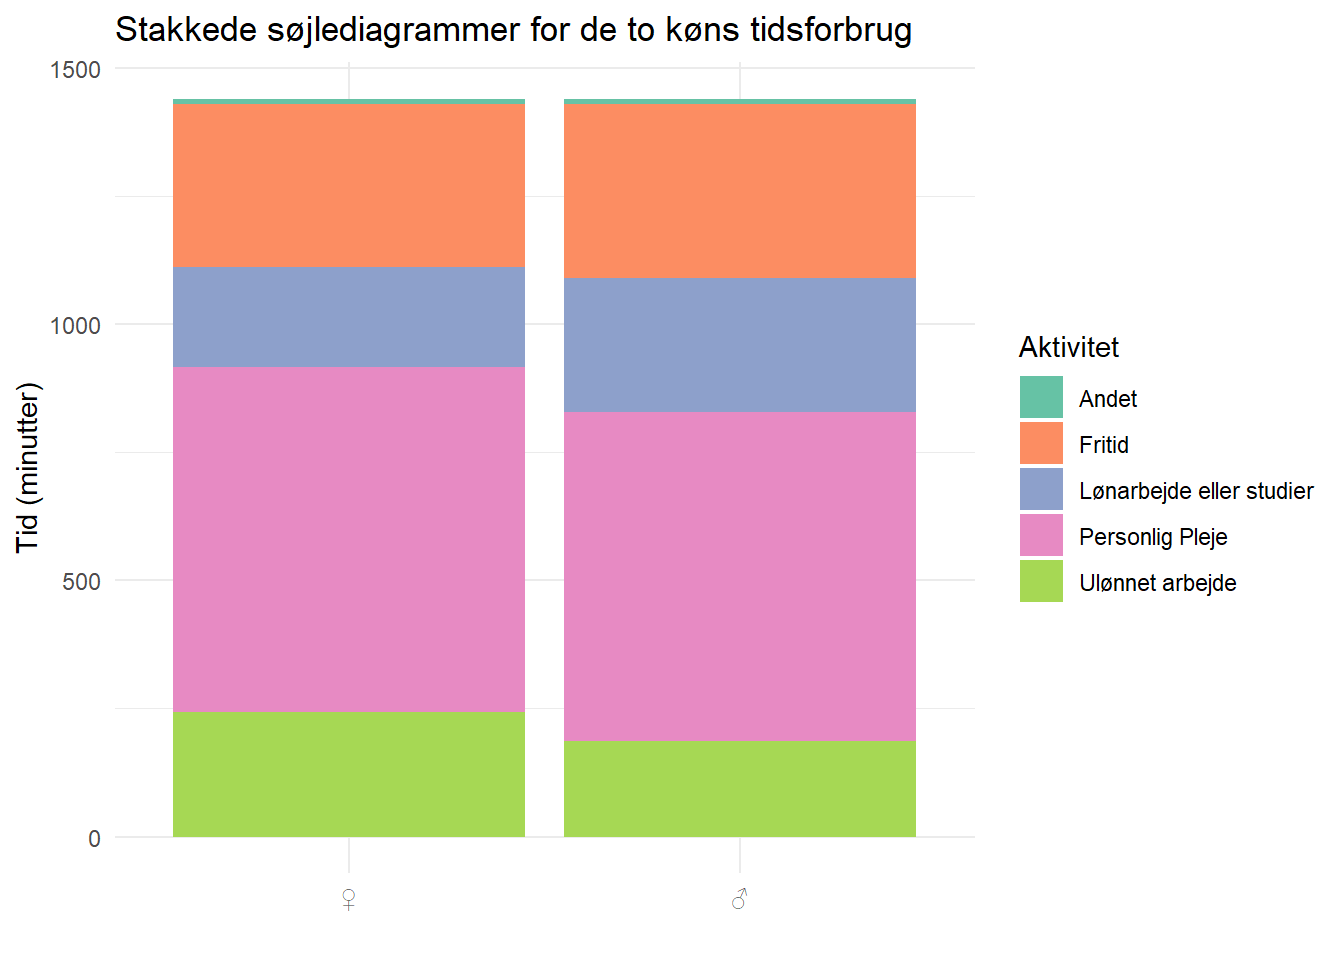 Stakkede søjlediagrammer for de to køns tidsforbrug
1500
1000
500
0
Tid (minutter)
♀
♂
Aktivitet
Andet
Fritid
Lønarbejde eller studier
Personlig Pleje
Ulønnet arbejde